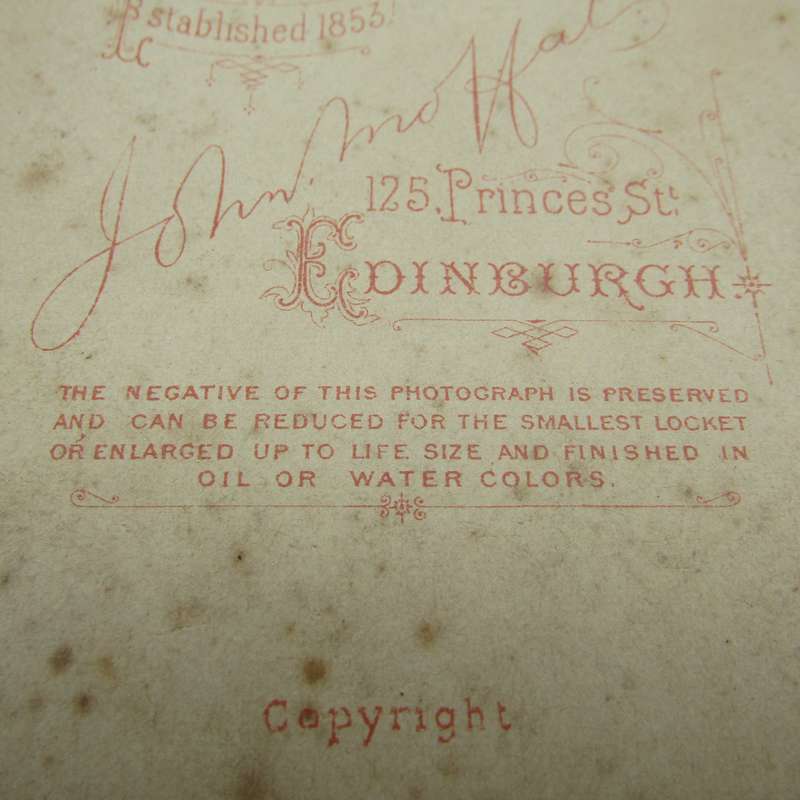 Established 1853.
John Moffat
125, Princes St.
EDINBURGH.
THE NEGATIVE OF THIS PHOTOGRAPH IS PRESERVED
AND CAN BE REDUCED FOR THE SMALLEST LOCKET
OR ENLARGED UP TO LIFE SIZE AND FINISHED IN
OIL OR WATER COLORS.
Copyright